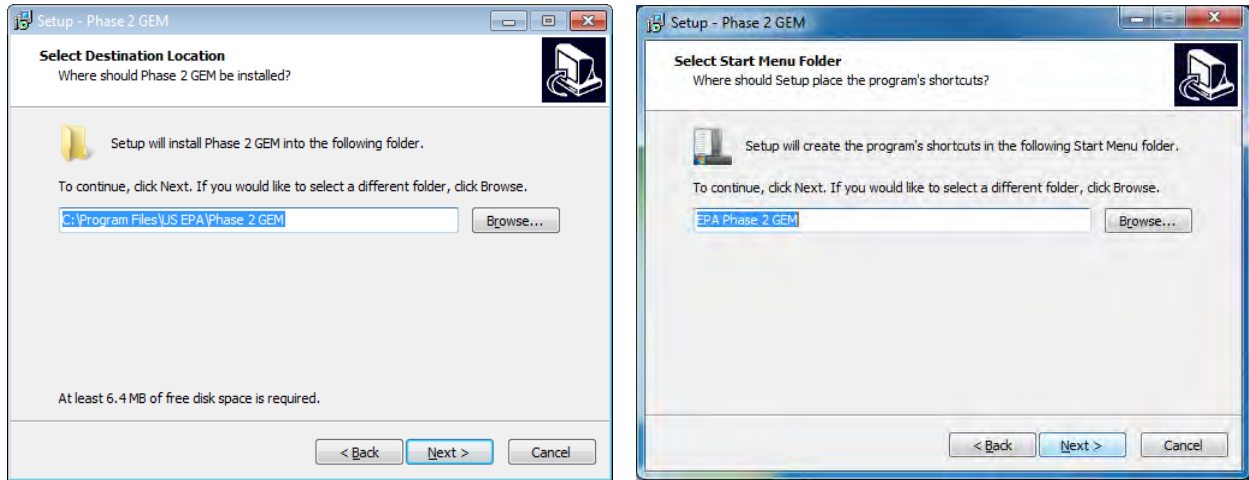 Setup - Phase 2 GEM
Select Destination Location
Where should Phase 2 GEM be installed?
Setup will install Phase 2 GEM into the following folder.
To continue, click Next. If you would like to select a different folder, click Browse.
C:\Program Files\US EPA\Phase 2 GEM
Browse...
At least 6.4 MB of free disk space is required.
< Back
Next >
Cancel
Setup - Phase 2 GEM
Select Start Menu Folder
Where should Setup place the program's shortcuts?
Setup will create the program's shortcuts in the following Start Menu folder.
To continue, click Next. If you would like to select a different folder, click Browse.
EPA Phase 2 GEM
Browse...
< Back
Next >
Cancel